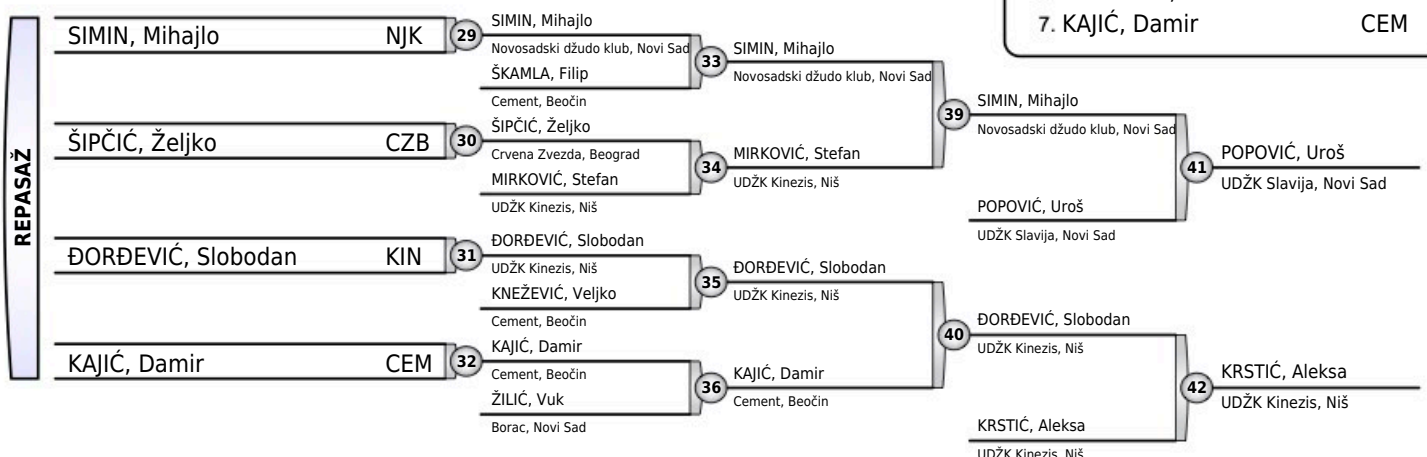 7. KAJIĆ, Damir CEM
REPASAŽ
SIMIN, Mihajlo NJK
ŠIPČIĆ, Željko CZB
ĐORĐEVIĆ, Slobodan KIN
KAJIĆ, Damir CEM
29
SIMIN, Mihajlo
Novosadski džudo klub, Novi Sad
ŠKAMLA, Filip
Cement, Beočin
30
ŠIPČIĆ, Željko
Crvena Zvezda, Beograd
MIRKOVIĆ, Stefan
UDŽK Kinezis, Niš
31
ĐORĐEVIĆ, Slobodan
UDŽK Kinezis, Niš
KNEŽEVIĆ, Veljko
Cement, Beočin
32
KAJIĆ, Damir
Cement, Beočin
ŽILIĆ, Vuk
Borac, Novi Sad
33
SIMIN, Mihajlo
Novosadski džudo klub, Novi Sad
34
MIRKOVIĆ, Stefan
UDŽK Kinezis, Niš
35
ĐORĐEVIĆ, Slobodan
UDŽK Kinezis, Niš
36
KAJIĆ, Damir
Cement, Beočin
39
SIMIN, Mihajlo
Novosadski džudo klub, Novi Sad
POPOVIĆ, Uroš
UDŽK Slavija, Novi Sad
40
ĐORĐEVIĆ, Slobodan
UDŽK Kinezis, Niš
KRSTIĆ, Aleksa
UDŽK Kinezis, Niš
41
POPOVIĆ, Uroš
UDŽK Slavija, Novi Sad
42
KRSTIĆ, Aleksa
UDŽK Kinezis, Niš